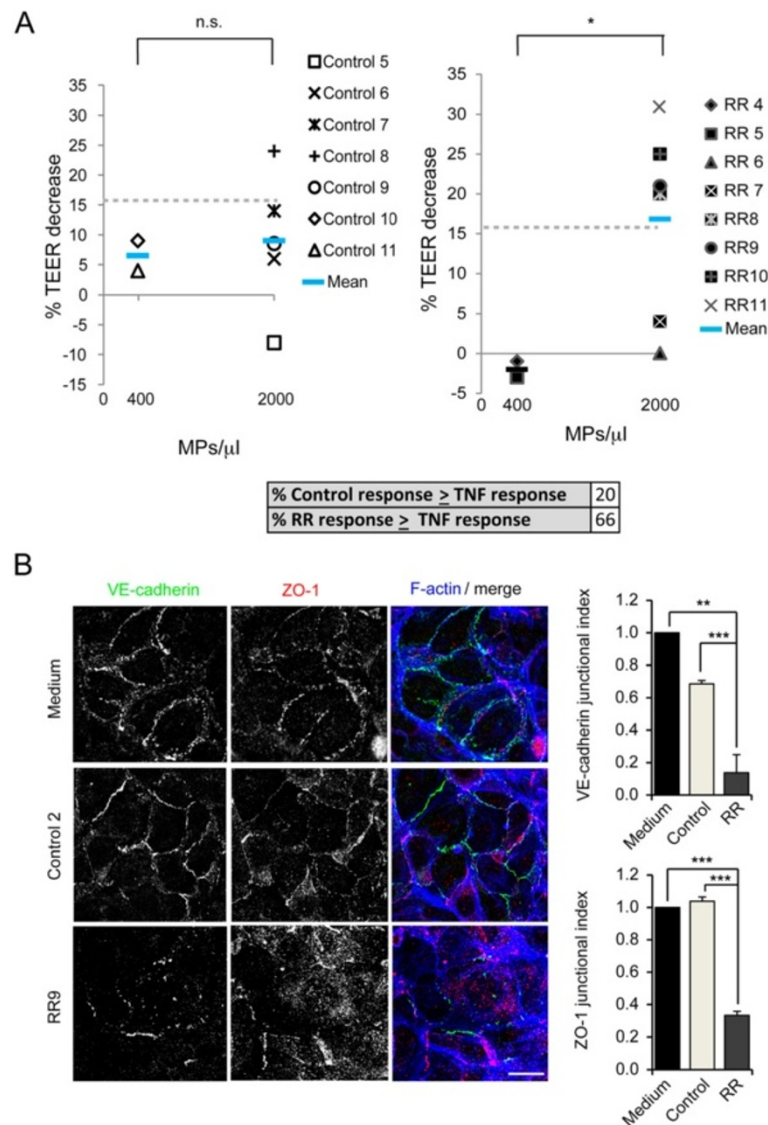 A
n.s.
% TEER decrease
35
30
25
20
15
10
5
0
-5
-10
-15
0 400 2000
MPs/μl
Control 5
Control 6
Control 7
Control 8
Control 9
Control 10
Control 11
Mean
*
% TEER decrease
35
30
25
20
15
10
5
0
-5
0 400 2000
MPs/μl
RR 4
RR 5
RR 6
RR 7
RR8
RR9
RR10
RR11
Mean
% Control response ≥ TNF response 20
% RR response ≥ TNF response 66
B
VE-cadherin ZO-1 F-actin / merge
Medium
Control 2
RR9
VE-cadherin junctional index
1.2
1.0
0.8
0.6
0.4
0.2
0.0
**
***
Medium Control RR
ZO-1 junctional index
1.2
1.0
0.8
0.6
0.4
0.2
0.0
***
***
Medium Control RR